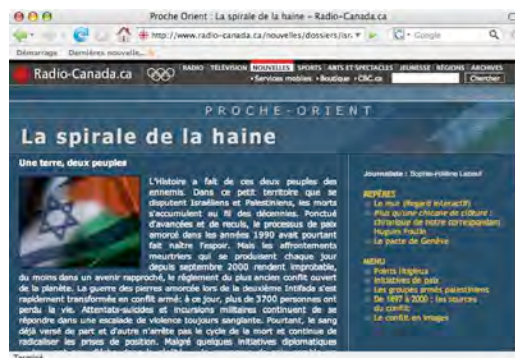 Proche Orient : La spirale de la haine - Radio-Canada.ca
http://www.radio-canada.ca/nouvelles/dossiers/isr.
Google
Démarrage Dernières nouvelle...
Radio-Canada.ca
RADIO TÉLÉVISION NOUVELLES SPORTS ARTS ET SPECTACLES JEUNESSE RÉGIONS ARCHIVES
Services mobiles Boutique CBC.ca Chercher
PROCHE-ORIENT
La spirale de la haine
Une terre, deux peuples
L'Histoire a fait de ces deux peuples des
ennemis. Dans ce petit territoire que se
disputent Israéliens et Palestiniens, les morts
s'accumulent au fil des décennies. Ponctué
d'avancées et de reculs, le processus de paix
amorcé dans les années 1990 avait pourtant
fait naître l'espoir. Mais les affrontements
meurtriers qui se produisent chaque jour
depuis septembre 2000 rendent improbable,
du moins dans un avenir rapproché, le règlement du plus ancien conflit ouvert
de la planète. La guerre des pierres amorcée lors de la deuxième Intifada s'est
rapidement transformée en conflit armé: à ce jour, plus de 3700 personnes ont
perdu la vie. Attentats-suicides et incursions militaires continuent de se
répondre dans une escalade de violence toujours sanglante. Pourtant, le sang
déjà versé de part et d'autre n'arrête pas le cycle de la mort et continue de
radicaliser les prises de position. Malgré quelques initiatives diplomatiques
Journaliste : Sophie-Hélène Lebeuf
REPÈRES
Le mur (Regard interactif)
Plus qu'une chicane de clôture :
chronique de notre correspondant
Hugues Poulin
Le pacte de Genève
MENU
Points litigieux
Initiatives de paix
Les groupes armés palestiniens
De 1897 à 2000 : les sources
du conflit
Le conflit en images
Terminé